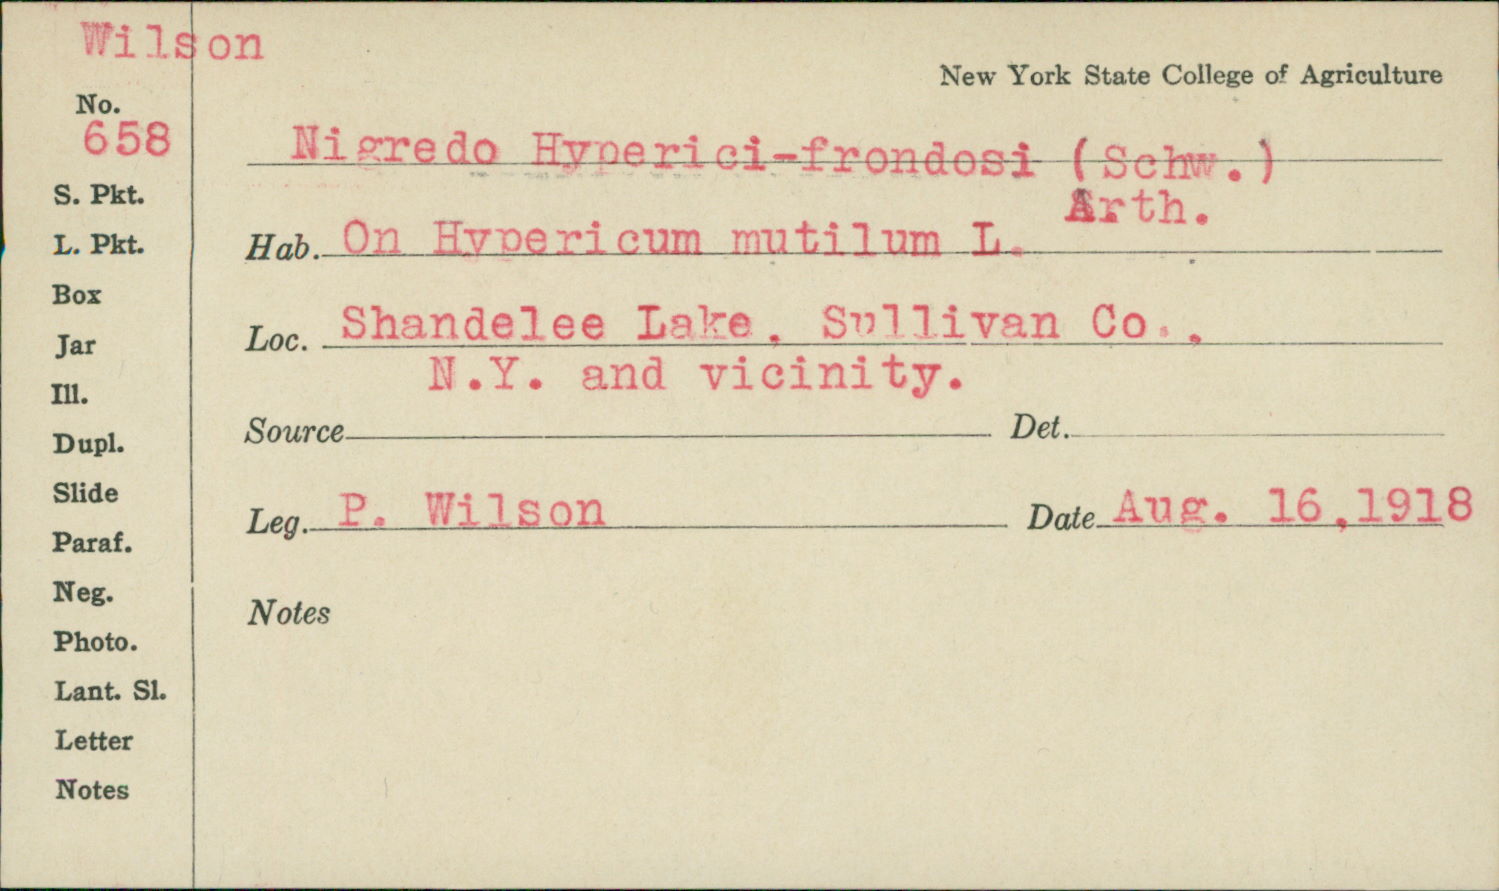 Wilson
New York State College of Agriculture
No.
658
Nigredo Hyperici-frondosi (Schw.)
Arth.
S. Pkt.
L. Pkt.
Hab. On Hypericum mutilum L.
Box
Jar
Loc. Shandelee Lake, Sullivan Co.,
N.Y. and vicinity.
Ill.
Dupl.
Source
Det.
Slide
Leg. P. Wilson
Date Aug. 16,1918
Paraf.
Neg.
Notes
Photo.
Lant. Sl.
Letter
Notes